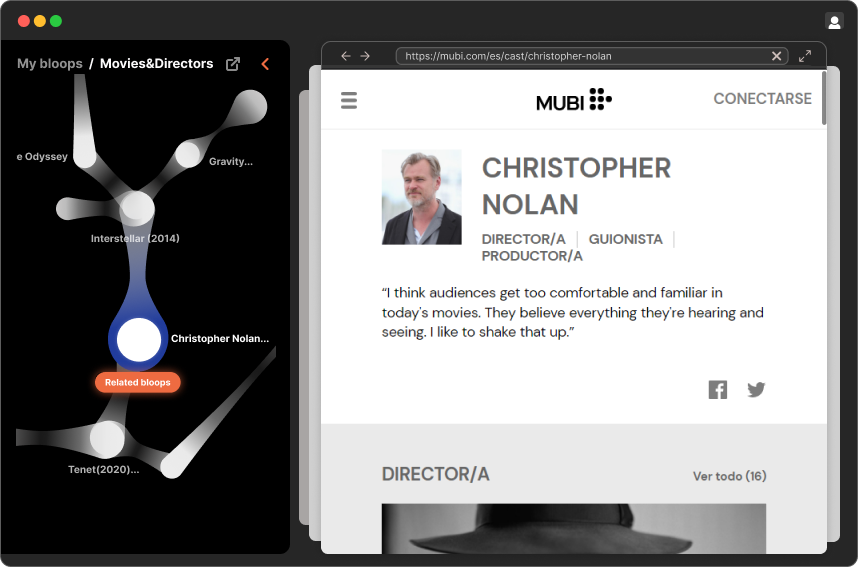 My bloops / Movies&Directors
e Odyssey
Gravity...
Interstellar (2014)
Christopher Nolan...
Related bloops
Tenet(2020)...
https://mubi.com/es/cast/christopher-nolan
MUBI
CONECTARSE
CHRISTOPHER
NOLAN
DIRECTOR/A
GUIONISTA
PRODUCTOR/A
“I think audiences get too comfortable and familiar in
today's movies. They believe everything they're hearing and
seeing. I like to shake that up.”
DIRECTOR/A
Ver todo (16)